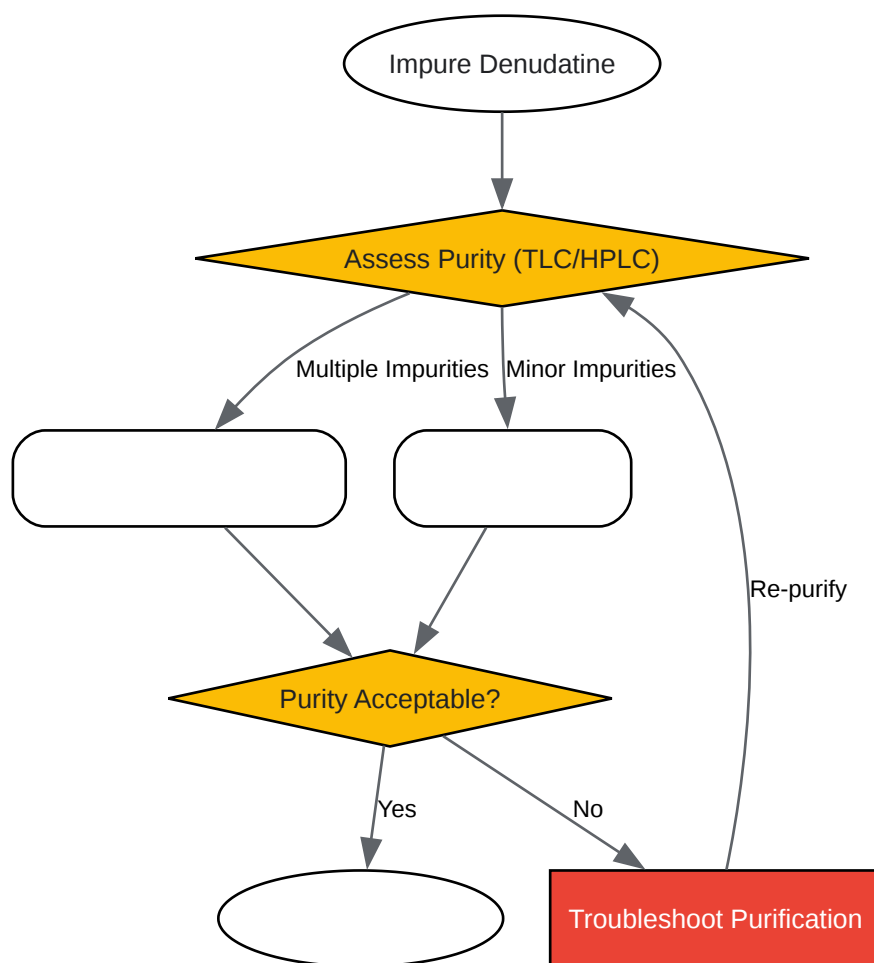 Impure Denudatine
Assess Purity (TLC/HPLC)
Multiple Impurities
Minor Impurities
Re-purify
Purity Acceptable?
Yes
No
Troubleshoot Purification